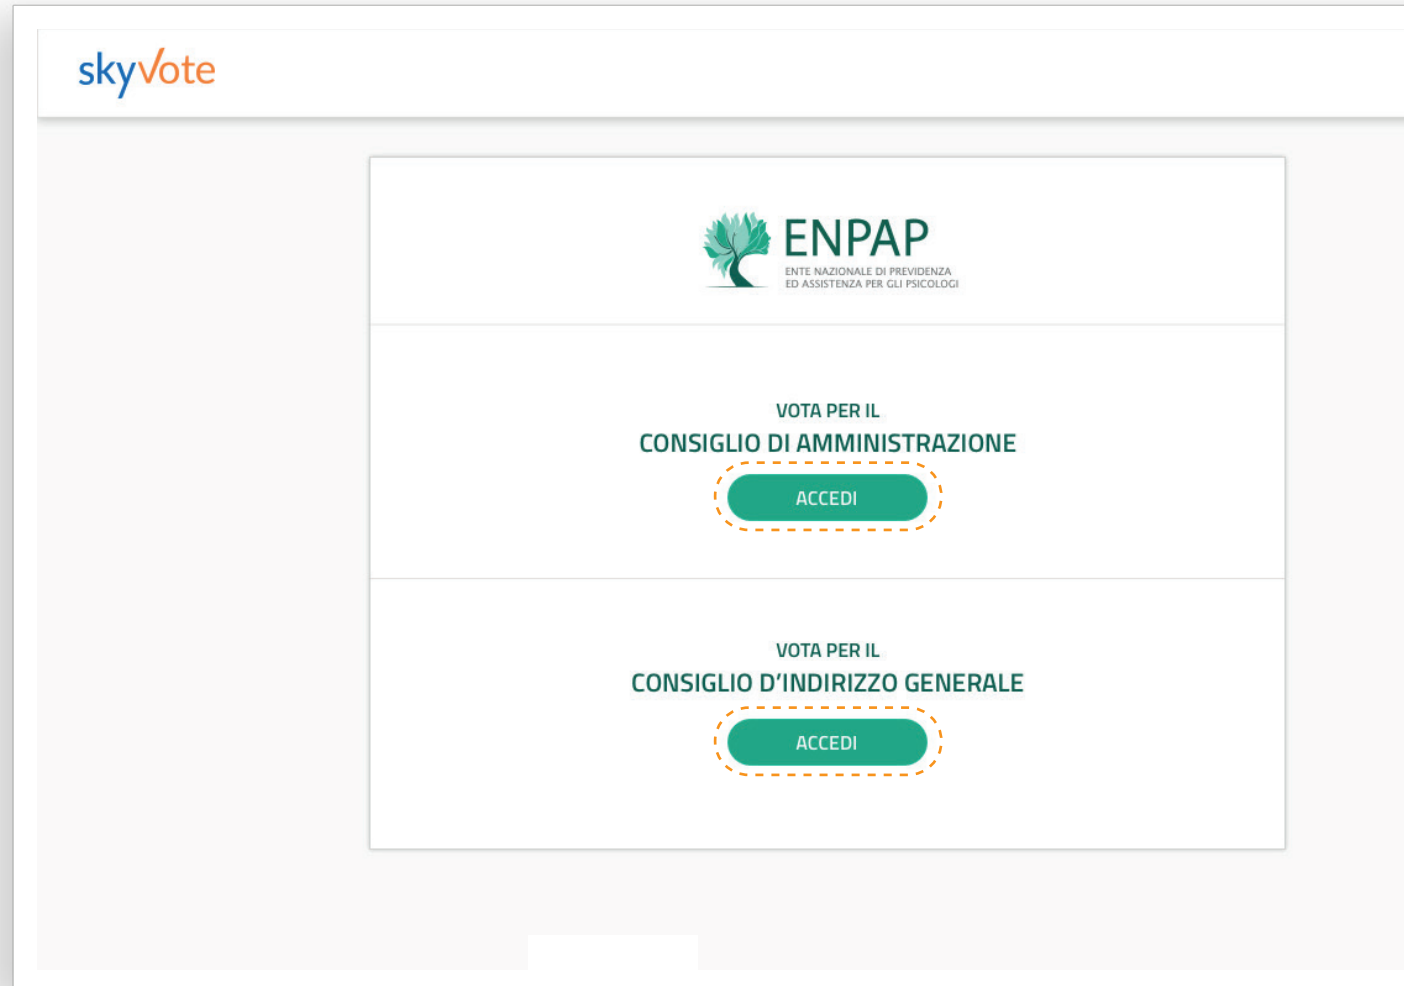 skyvote
ENPAP
ENTE NAZIONALE DI PREVIDENZA
ED ASSISTENZA PER GLI PSICOLOGI
VOTA PER IL
CONSIGLIO DI AMMINISTRAZIONE
ACCEDI
VOTA PER IL
CONSIGLIO D’INDIRIZZO GENERALE
ACCEDI